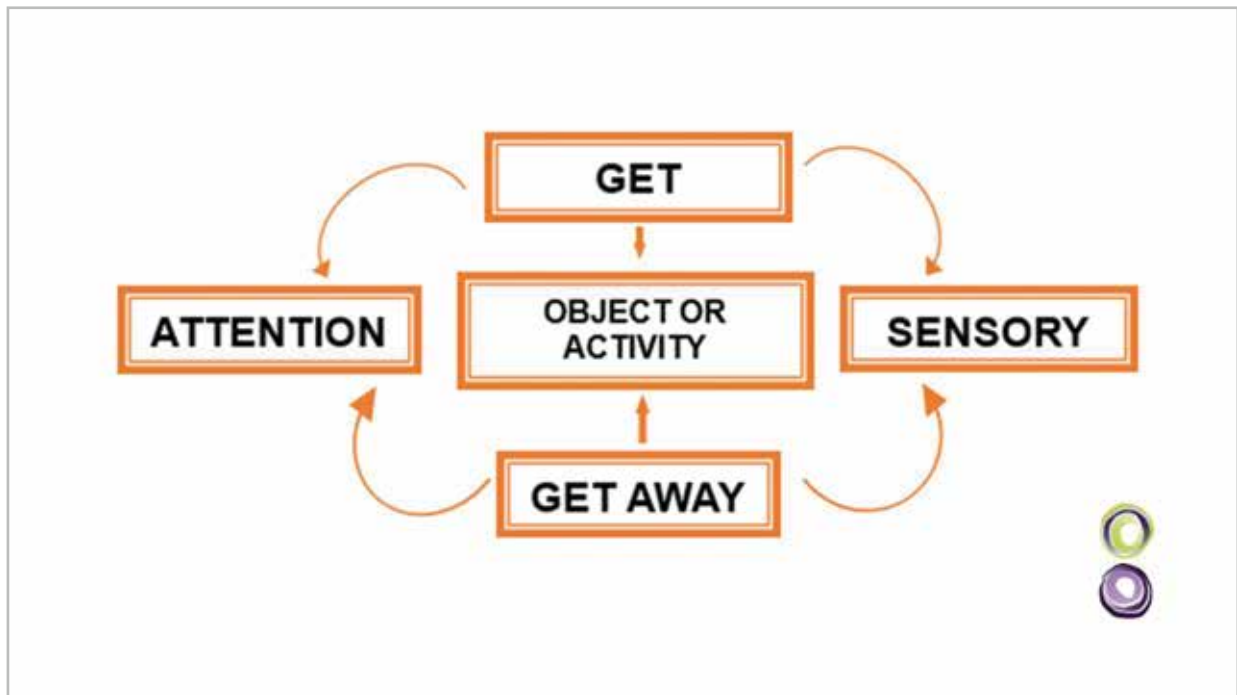 GET
ATTENTION
OBJECT OR
ACTIVITY
SENSORY
GET AWAY